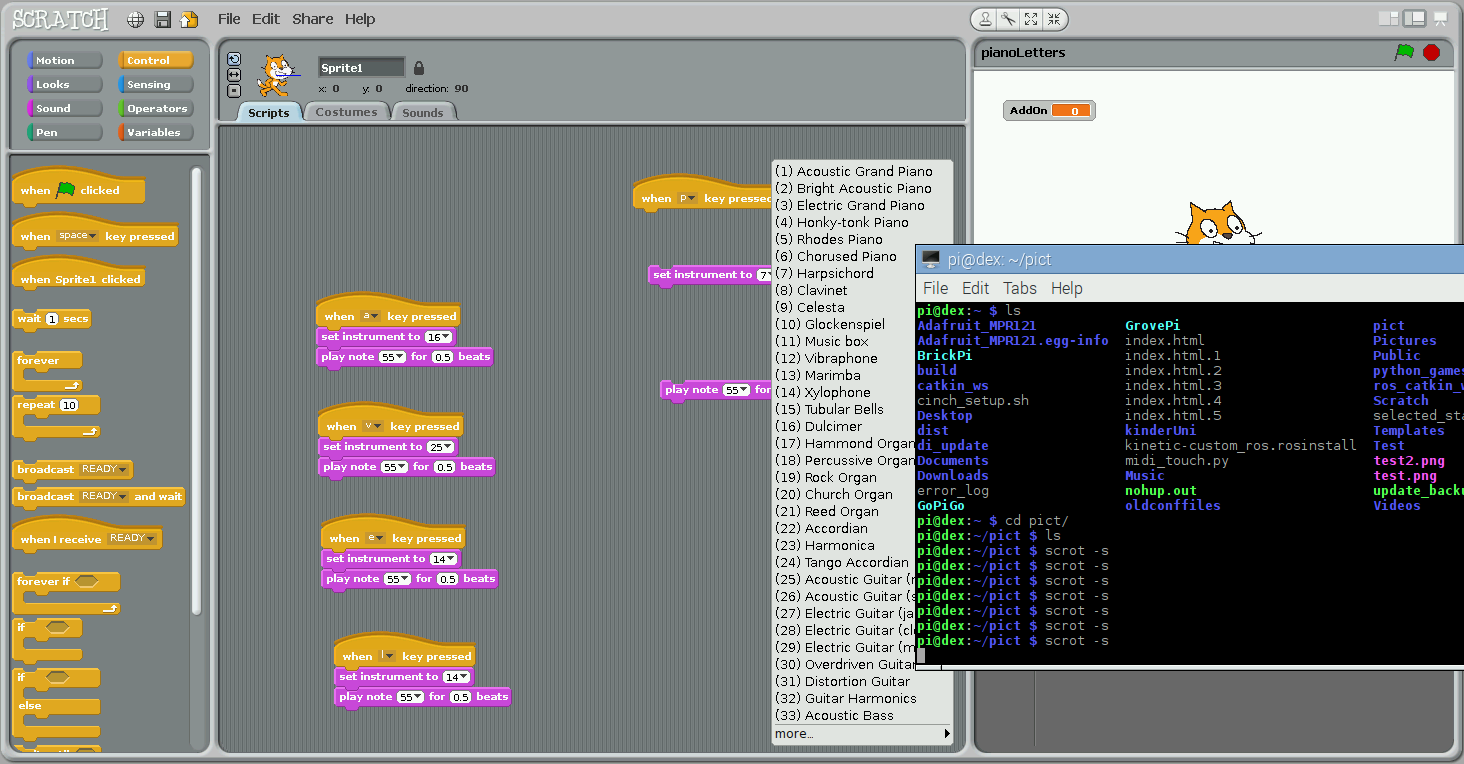 SCRATCH File Edit Share Help
Motion Control
Looks Sensing
Sound Operators
Pen Variables
when clicked
when space key pressed
when Sprite1 clicked
wait 1 secs
forever
repeat 10
broadcast READY
broadcast READY and wait
when I receive READY
forever if
if
if
else
Sprite1
x: 0 y: 0 direction: 90
Scripts Costumes Sounds
when a key pressed
set instrument to 16
play note 55 for 0.5 beats
when v key pressed
set instrument to 25
play note 55 for 0.5 beats
when e key pressed
set instrument to 14
play note 55 for 0.5 beats
when l key pressed
set instrument to 14
play note 55 for 0.5 beats
when p key pressed
set instrument to 7
play note 55 for
(1) Acoustic Grand Piano
(2) Bright Acoustic Piano
(3) Electric Grand Piano
(4) Honky-tonk Piano
(5) Rhodes Piano
(6) Chorused Piano
(7) Harpsichord
(8) Clavinet
(9) Celesta
(10) Glockenspiel
(11) Music box
(12) Vibraphone
(13) Marimba
(14) Xylophone
(15) Tubular Bells
(16) Dulcimer
(17) Hammond Organ
(18) Percussive Organ
(19) Rock Organ
(20) Church Organ
(21) Reed Organ
(22) Accordian
(23) Harmonica
(24) Tango Accordian
(25) Acoustic Guitar (
(26) Acoustic Guitar (s
(27) Electric Guitar (ja
(28) Electric Guitar (cl
(29) Electric Guitar (m
(30) Overdriven Guitar
(31) Distortion Guitar
(32) Guitar Harmonics
(33) Acoustic Bass
more...
pianoLetters
AddOn 0
pi@dex: ~/pict
File Edit Tabs Help
pi@dex:~ $ ls
Adafruit_MPR121 GrovePi pict
Adafruit_MPR121.egg-info index.html Pictures
BrickPi index.html.1 Public
build index.html.2 python_games
catkin_ws index.html.3 ros_catkin_w
cinch_setup.sh index.html.4 Scratch
Desktop index.html.5 selected_sta
dist kinderUni Templates
di_update kinetic-custom_ros.rosinstall Test
Documents midi_touch.py test2.png
Downloads Music test.png
error_log nohup.out update_backu
GoPiGo oldconffiles Videos
pi@dex:~ $ cd pict/
pi@dex:~/pict $ ls
pi@dex:~/pict $ scrot -s
pi@dex:~/pict $ scrot -s
pi@dex:~/pict $ scrot -s
pi@dex:~/pict $ scrot -s
pi@dex:~/pict $ scrot -s
pi@dex:~/pict $ scrot -s
pi@dex:~/pict $ scrot -s